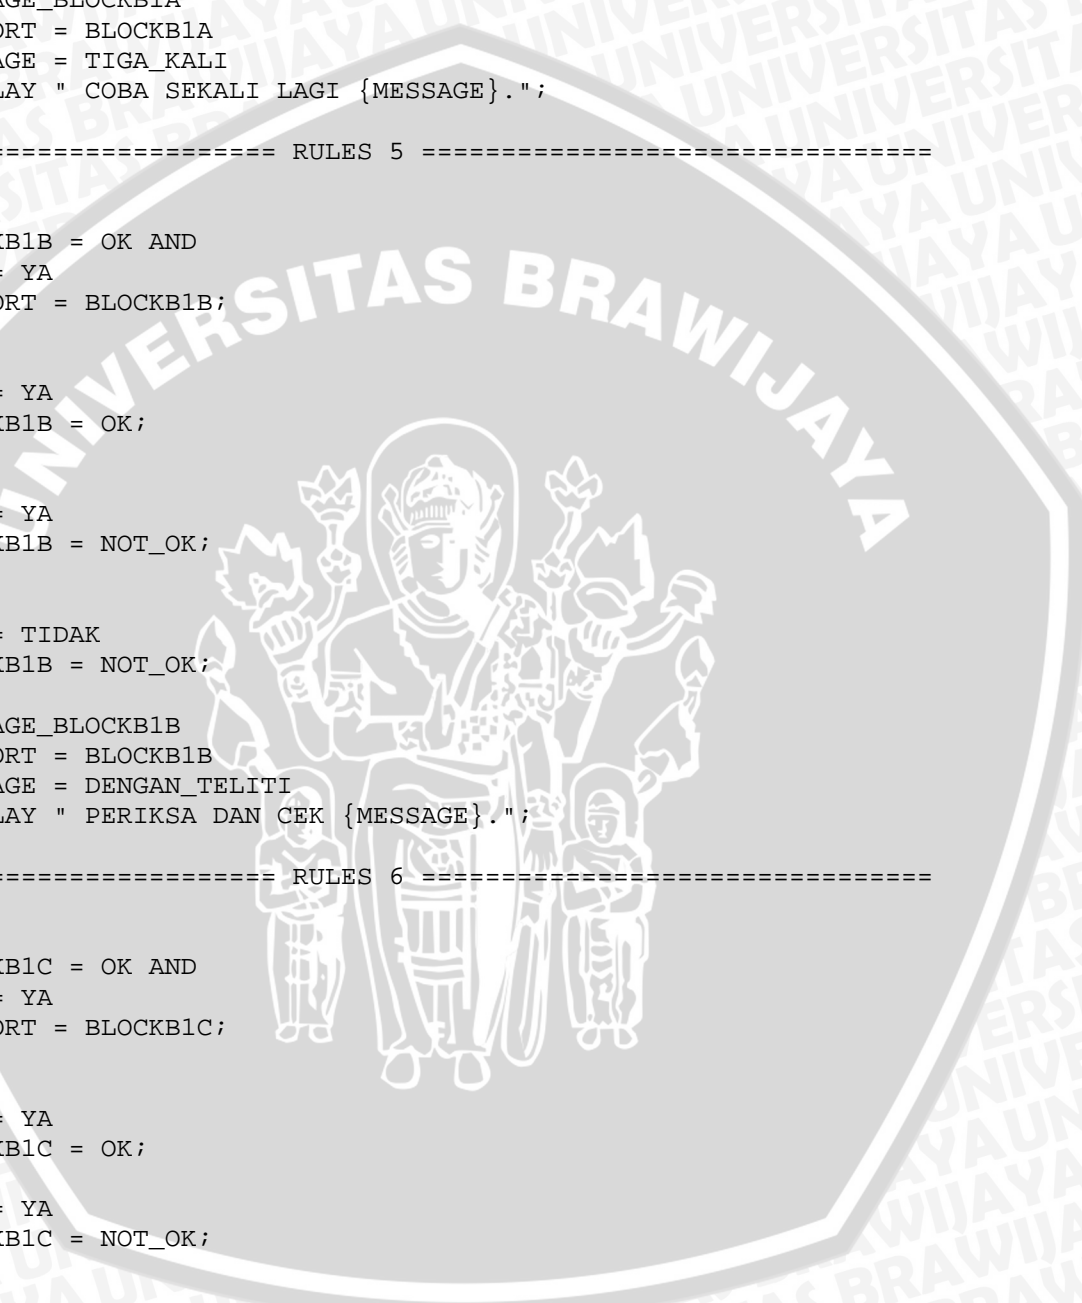 AGE_BLOCKB1A
ORT = BLOCKB1A
AGE = TIGA_KALI
LAY " COBA SEKALI LAGI {MESSAGE}.";
================= RULES 5 ================================
KB1B = OK AND
= YA
ORT = BLOCKB1B;
= YA
KB1B = OK;
= YA
KB1B = NOT_OK;
= TIDAK
KB1B = NOT_OK;
AGE_BLOCKB1B
ORT = BLOCKB1B
AGE = DENGAN_TELITI
LAY " PERIKSA DAN CEK {MESSAGE}.";
================= RULES 6 ================================
KB1C = OK AND
= YA
ORT = BLOCKB1C;
= YA
KB1C = OK;
= YA
KB1C = NOT_OK;
UNIVERSITAS BRAWIJAYA